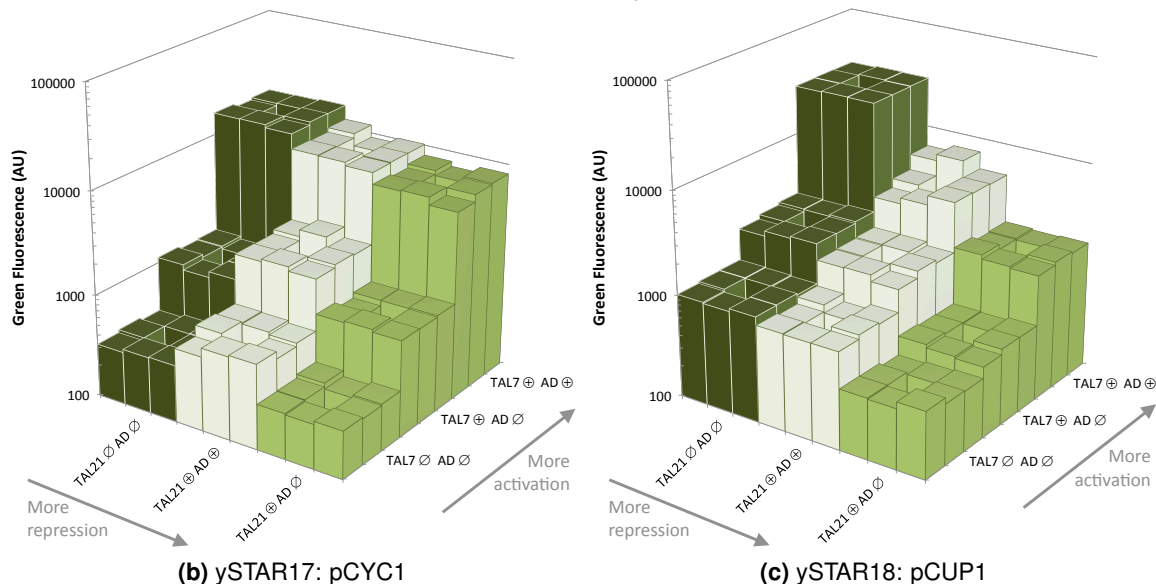 100000
10000
1000
100
Green Fluorescence (AU)
TAL21 ∅ AD ∅
TAL21 ⊕ AD ⊕
TAL21 ⊕ AD ∅
TAL7 ∅ AD ∅
TAL7 ⊕ AD ∅
TAL7 ⊕ AD ⊕
More
repression
More
activation
(b) ySTAR17: pCYC1
100000
10000
1000
100
Green Fluorescence (AU)
TAL21 ∅ AD ∅
TAL21 ⊕ AD ⊕
TAL21 ⊕ AD ∅
TAL7 ∅ AD ∅
TAL7 ⊕ AD ∅
TAL7 ⊕ AD ⊕
More
repression
More
activation
(c) ySTAR18: pCUP1